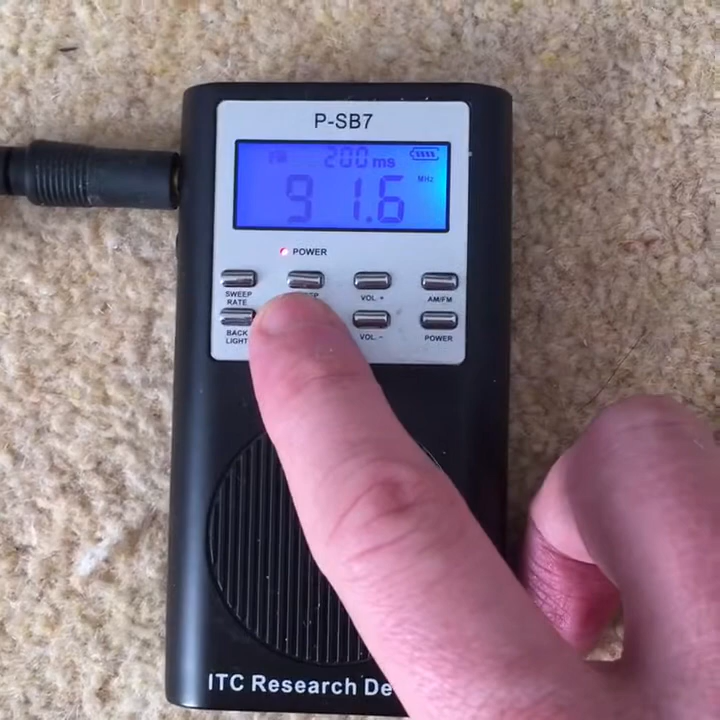 P-SB7
FM 200 ms
91.6 MHz
POWER
SWEEP RATE VOL + AM/FM
BACK LIGHT VOL - POWER
ITC Research De